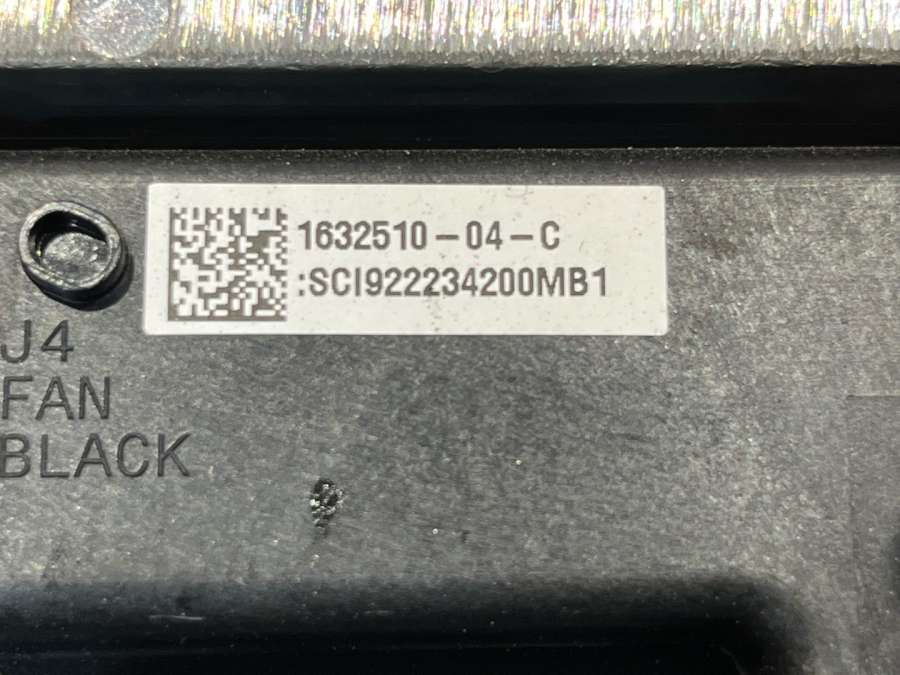 1632510-04-C
:SCI922234200MB1
J4
FAN
BLACK